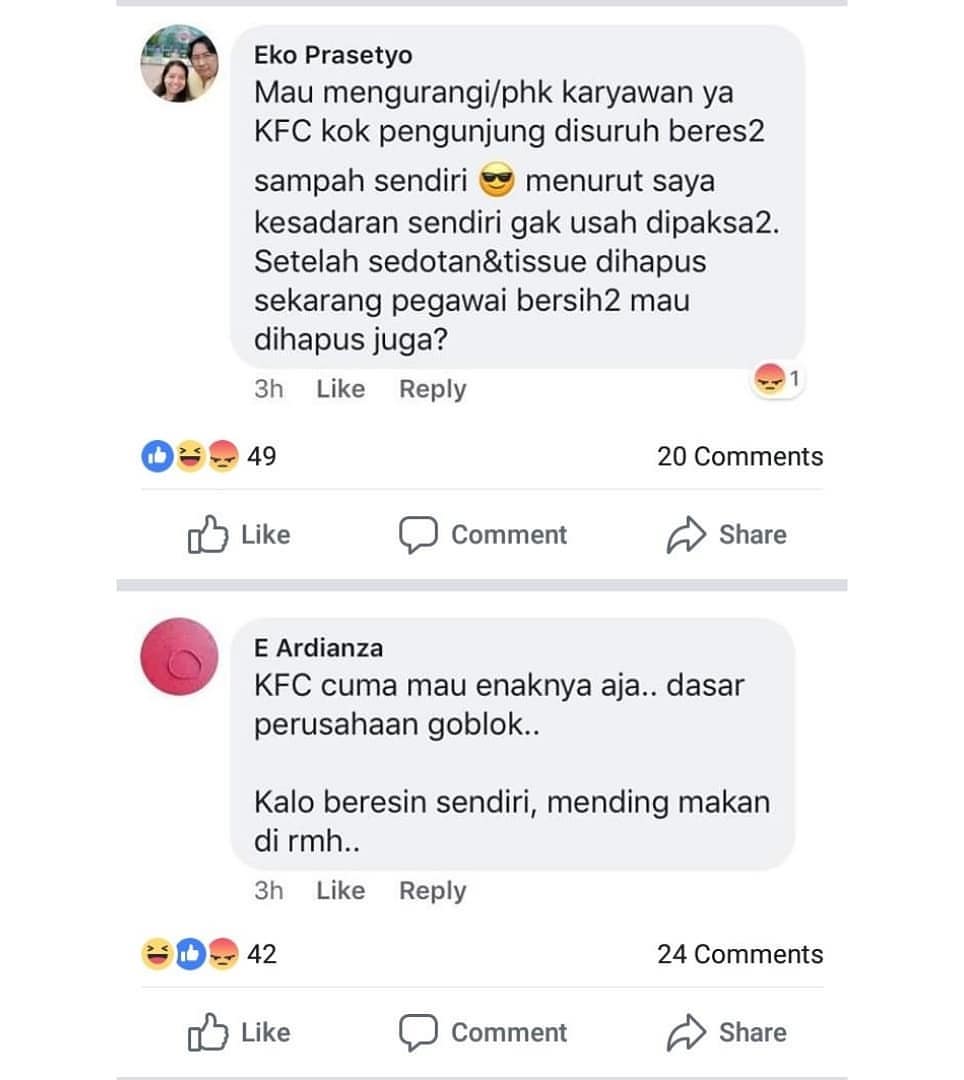 Eko Prasetyo
Mau mengurangi/phk karyawan ya
KFC kok pengunjung disuruh beres2
sampah sendiri 😎 menurut saya
kesadaran sendiri gak usah dipaksa2.
Setelah sedotan&tissue dihapus
sekarang pegawai bersih2 mau
dihapus juga?
3h Like Reply 😡 1
👍😆😡 49 20 Comments
Like Comment Share
E Ardianza
KFC cuma mau enaknya aja.. dasar
perusahaan goblok..
Kalo beresin sendiri, mending makan
di rmh..
3h Like Reply
😆👍😡 42 24 Comments
Like Comment Share